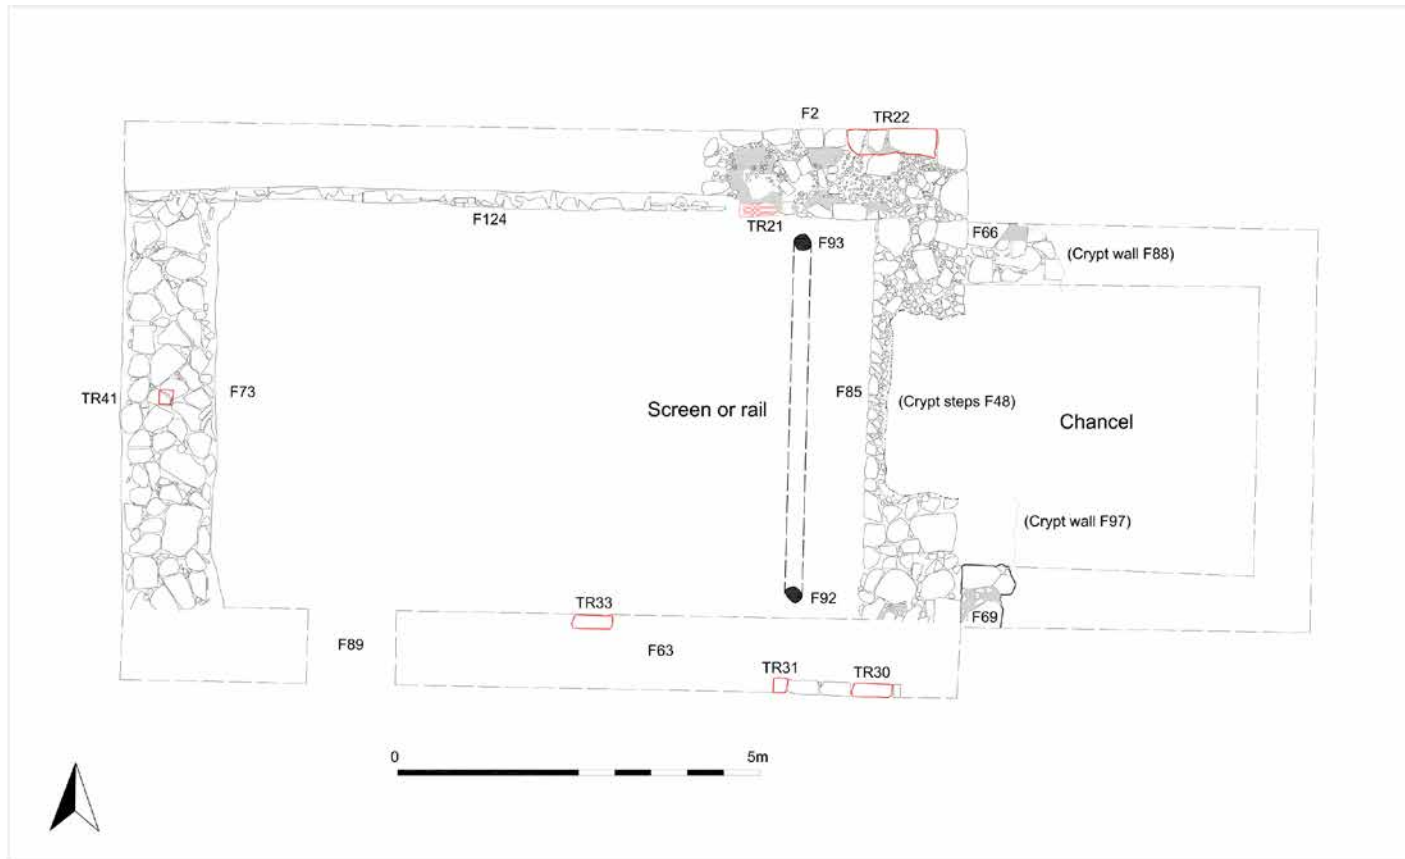 F2
TR22
F124
TR21
F93
F66
(Crypt wall F88)
TR41
F73
Screen or rail
F85
(Crypt steps F48)
Chancel
(Crypt wall F97)
TR33
F92
F89
F63
F69
TR31
TR30
0
5m